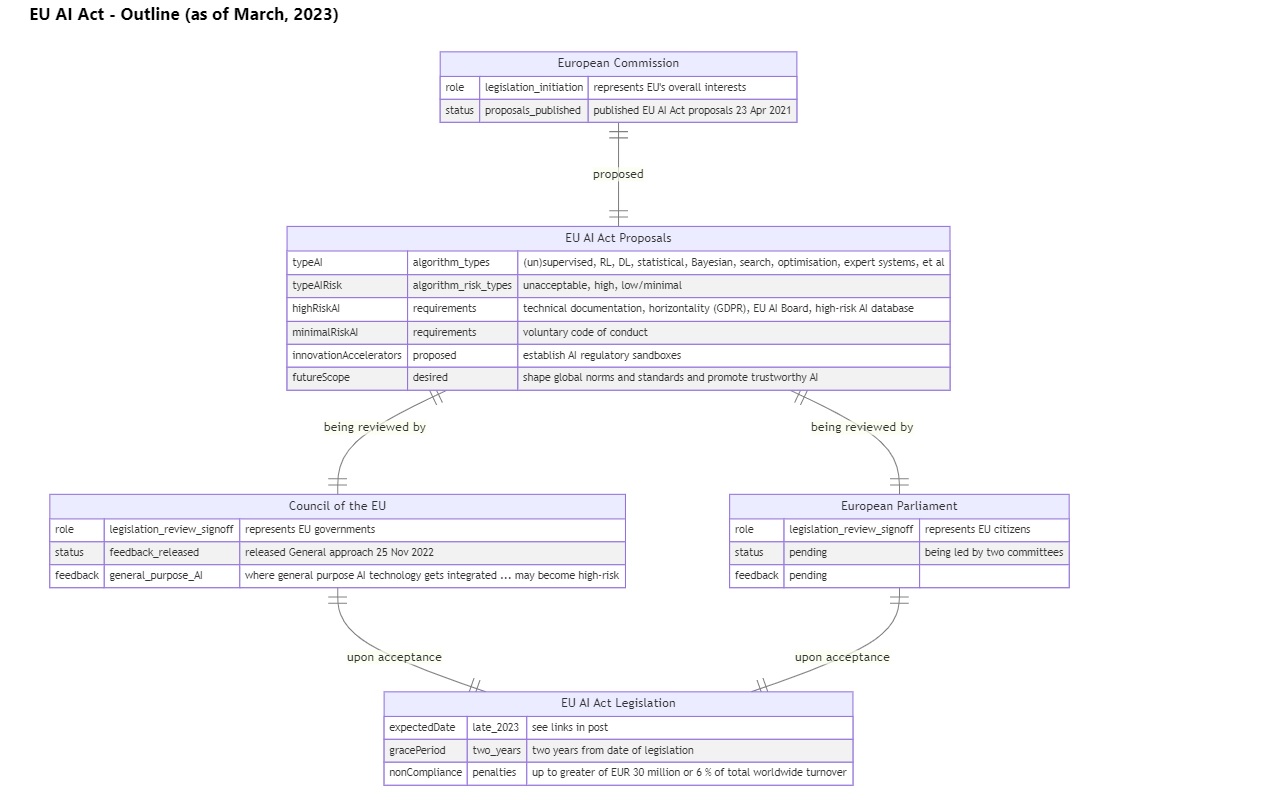 EU AI Act - Outline (as of March, 2023)
European Commission
role legislation_initiation represents EU's overall interests
status proposals_published published EU AI Act proposals 23 Apr 2021
proposed
EU AI Act Proposals
typeAI algorithm_types (un)supervised, RL, DL, statistical, Bayesian, search, optimisation, expert systems, et al
typeAIRisk algorithm_risk_types unacceptable, high, low/minimal
highRiskAI requirements technical documentation, horizontality (GDPR), EU AI Board, high-risk AI database
minimalRiskAI requirements voluntary code of conduct
innovationAccelerators proposed establish AI regulatory sandboxes
futureScope desired shape global norms and standards and promote trustworthy AI
being reviewed by being reviewed by
Council of the EU
role legislation_review_signoff represents EU governments
status feedback_released released General approach 25 Nov 2022
feedback general_purpose_AI where general purpose AI technology gets integrated ... may become high-risk
European Parliament
role legislation_review_signoff represents EU citizens
status pending being led by two committees
feedback pending
upon acceptance upon acceptance
EU AI Act Legislation
expectedDate late_2023 see links in post
gracePeriod two_years two years from date of legislation
nonCompliance penalties up to greater of EUR 30 million or 6 % of total worldwide turnover